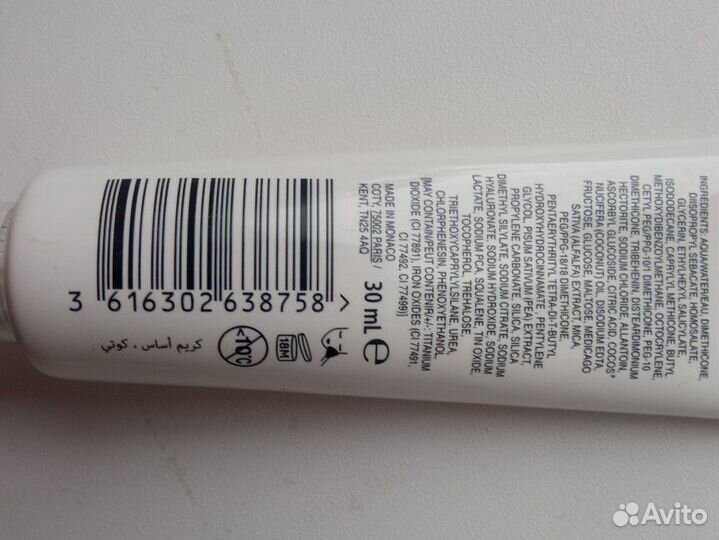 INGREDIENTS: AQUA/WATER/EAU, DIMETHICONE,
DIISOPROPYL SEBACATE, HOMOSALATE,
GLYCERIN, ETHYLHEXYL SALICYLATE,
ISODODECANE, CAPRYLYL METHICONE, BUTYL
METHOXYDIBENZOYLMETHANE, OCTOCRYLENE,
CETYL PEG/PPG-10/1 DIMETHICONE, PEG-10
DIMETHICONE, TRIBEHENIN, DISTEARDIMONIUM
HECTORITE, SODIUM CHLORIDE, ALLANTOIN,
ASCORBYL GLUCOSIDE, CITRIC ACID, COCOS
NUCIFERA (COCONUT) OIL, DISODIUM EDTA,
FRUCTOSE, GLUCOSE, MALTOSE, MEDICAGO
SATIVA (ALFALFA) EXTRACT, MICA,
PEG/PPG-18/18 DIMETHICONE,
PENTAERYTHRITYL TETRA-DI-T-BUTYL
HYDROXYHYDROCINNAMATE, PENTYLENE
GLYCOL, PISUM SATIVUM (PEA) EXTRACT,
PROPYLENE CARBONATE, SILICA, SILICA
DIMETHYL SILYLATE, SODIUM CITRATE, SODIUM
HYALURONATE, SODIUM HYDROXIDE, SODIUM
LACTATE, SODIUM PCA, SQUALENE, TIN OXIDE,
TOCOPHEROL, TREHALOSE,
TRIETHOXYCAPRYLYLSILANE, UREA,
CHLORPHENESIN, PHENOXYETHANOL,
[MAY CONTAIN/PEUT CONTENIR/+/-: TITANIUM
DIOXIDE (CI 77891), IRON OXIDES (CI 77491,
CI 77492, CI 77499)]
MADE IN MONACO
COTY, 75002 PARIS /
KENT, TN25 4AQ
30 mL e
3 616302 638758 >
18M
<10°C
كريم أساس ، كوتي
Avito